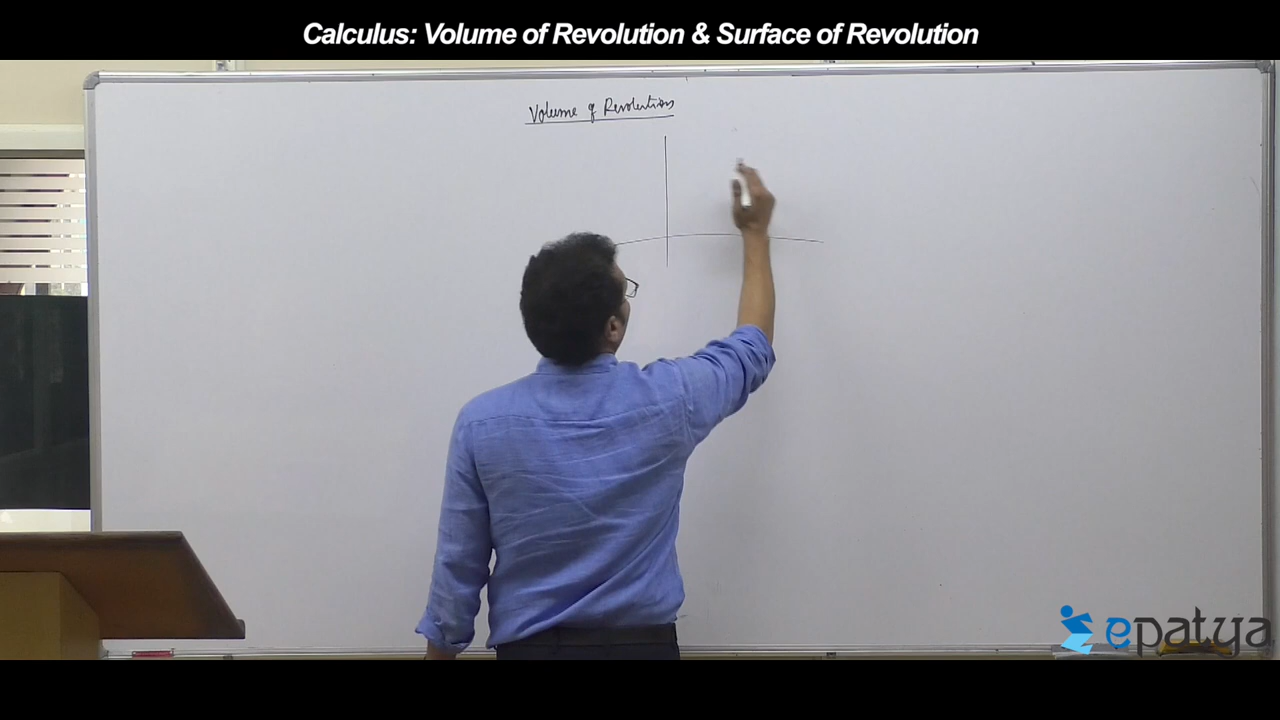 Calculus: Volume of Revolution & Surface of Revolution
Volume of Revolution
epatya